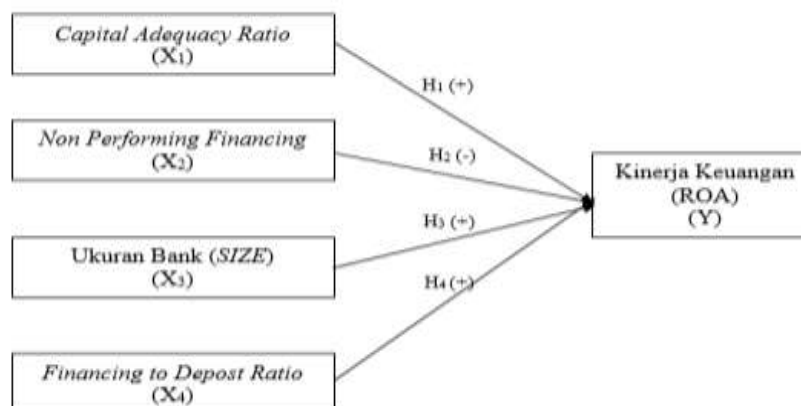 Capital Adequacy Ratio
(X1)
H1 (+)
Non Performing Financing
(X2)
H2 (-)
Kinerja Keuangan
(ROA)
(Y)
H3 (+)
Ukuran Bank (SIZE)
(X3)
H4 (+)
Financing to Depost Ratio
(X4)